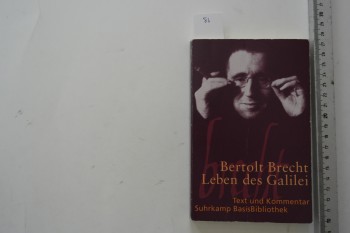 Bertolt Brecht
Leben des Galilei
Text und Kommentar
Suhrkamp BasisBibliothek